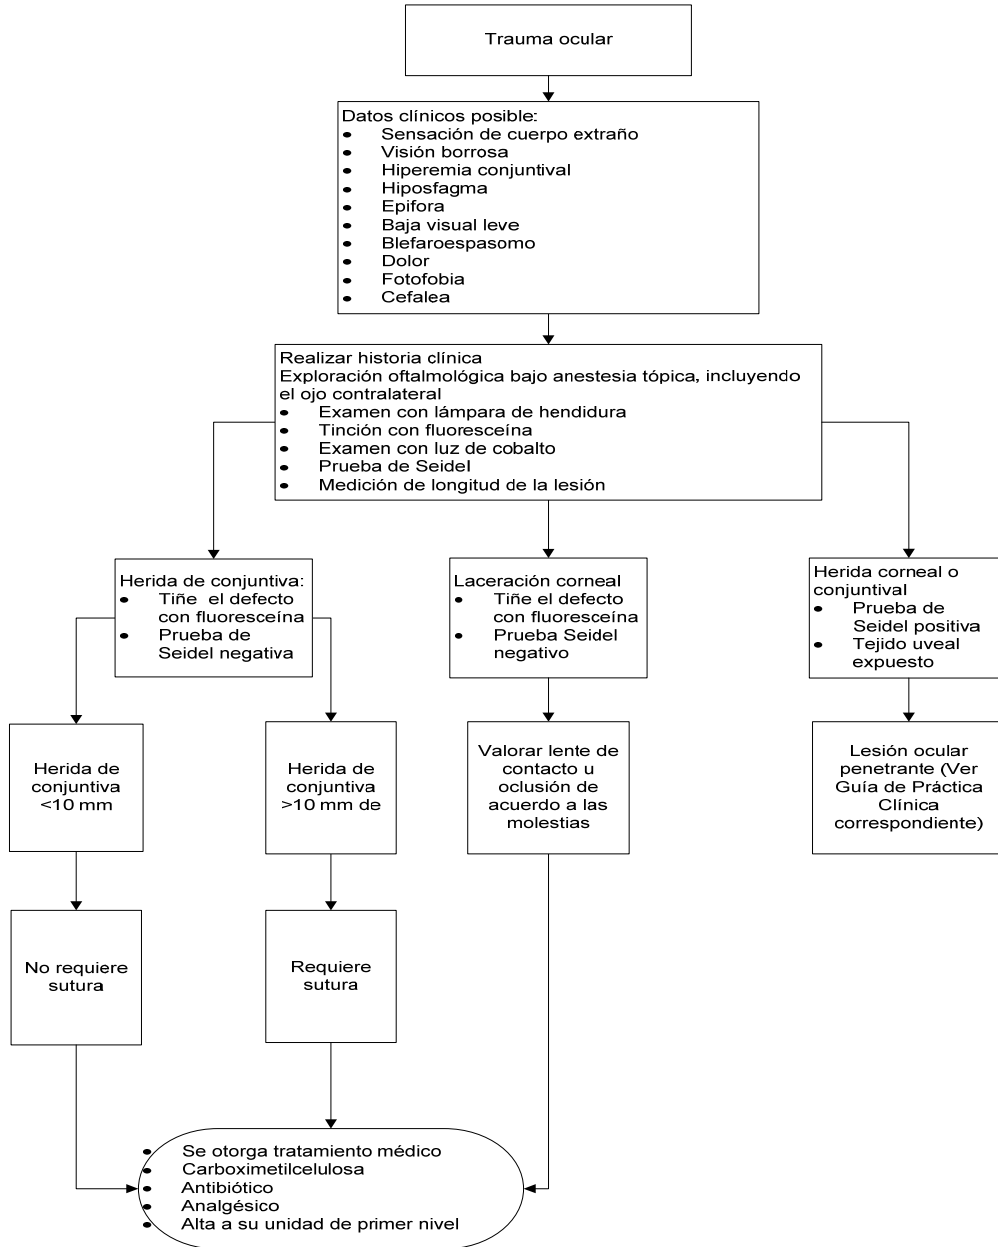 Trauma ocular
Datos clínicos posible:
• Sensación de cuerpo extraño
• Visión borrosa
• Hiperemia conjuntival
• Hiposfagma
• Epifora
• Baja visual leve
• Blefaroespasomo
• Dolor
• Fotofobia
• Cefalea
Realizar historia clínica
Exploración oftalmológica bajo anestesia tópica, incluyendo
el ojo contralateral
• Examen con lámpara de hendidura
• Tinción con fluoresceína
• Examen con luz de cobalto
• Prueba de Seidel
• Medición de longitud de la lesión
Herida de conjuntiva:
• Tiñe el defecto
con fluoresceína
• Prueba de
Seidel negativa
Laceración corneal
• Tiñe el defecto
con fluoresceína
• Prueba Seidel
negativo
Herida corneal o
conjuntival
• Prueba de
Seidel positiva
• Tejido uveal
expuesto
Herida de
conjuntiva
<10 mm
Herida de
conjuntiva
>10 mm de
Valorar lente de
contacto u
oclusión de
acuerdo a las
molestias
Lesión ocular
penetrante (Ver
Guía de Práctica
Clínica
correspondiente)
No requiere
sutura
Requiere
sutura
• Se otorga tratamiento médico
• Carboximetilcelulosa
• Antibiótico
• Analgésico
• Alta a su unidad de primer nivel